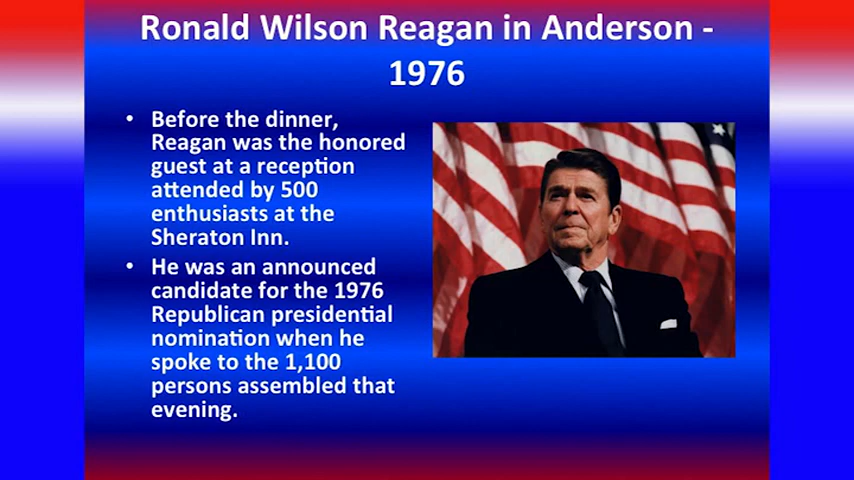 Ronald Wilson Reagan in Anderson -
1976
• Before the dinner,
Reagan was the honored
guest at a reception
attended by 500
enthusiasts at the
Sheraton Inn.
• He was an announced
candidate for the 1976
Republican presidential
nomination when he
spoke to the 1,100
persons assembled that
evening.